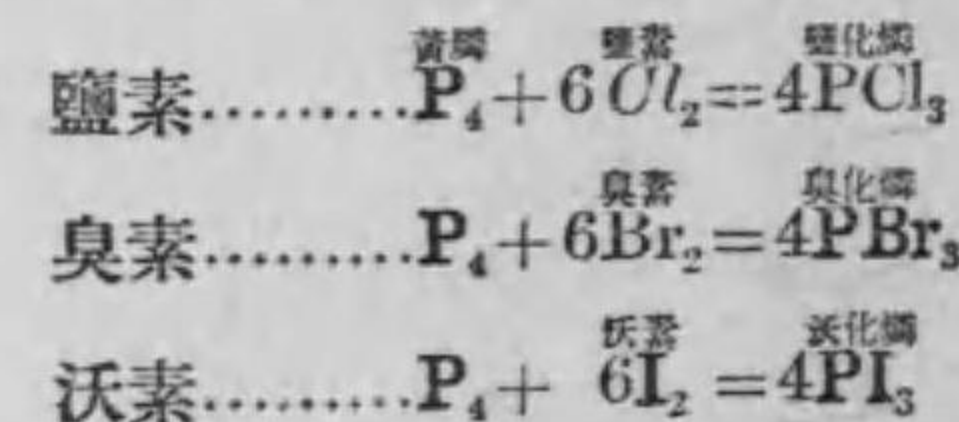 黃燐 鹽素 鹽化燐
鹽素.........P₄+6Cl₂=4PCl₃
臭素 臭化燐
臭素.........P₄+6Br₂=4PBr₃
沃素 沃化燐
沃素.........P₄+ 6I₂=4PI₃